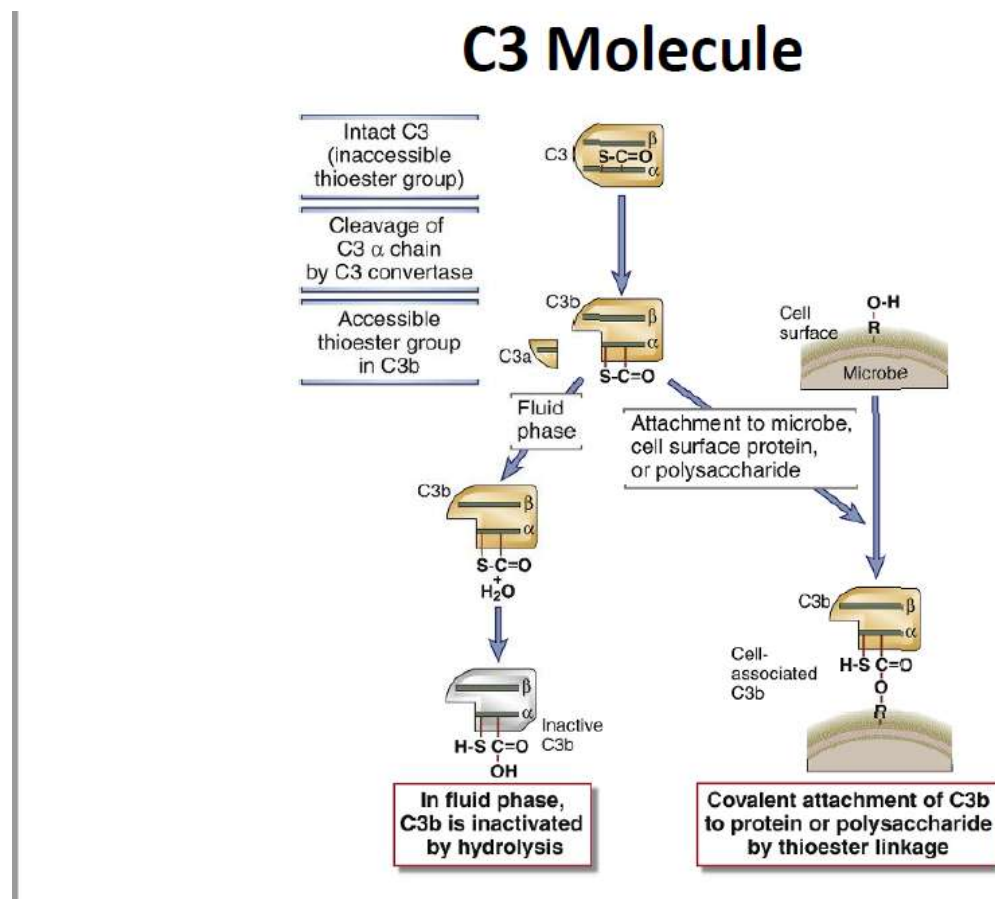 C3 Molecule
Intact C3
(inaccessible
thioester group)
C3
β
S-C=O
α
Cleavage of
C3 α chain
by C3 convertase
Accessible
thioester group
in C3b
C3b
β
α
C3a
S-C=O
O-H
R
Cell
surface
Microbe
Fluid
phase
Attachment to microbe,
cell surface protein,
or polysaccharide
C3b
β
α
S-C=O
+
H2O
β
α
Inactive
C3b
H-S C=O
OH
C3b
β
α
H-S C=O
O
R
Cell-
associated
C3b
In fluid phase,
C3b is inactivated
by hydrolysis
Covalent attachment of C3b
to protein or polysaccharide
by thioester linkage